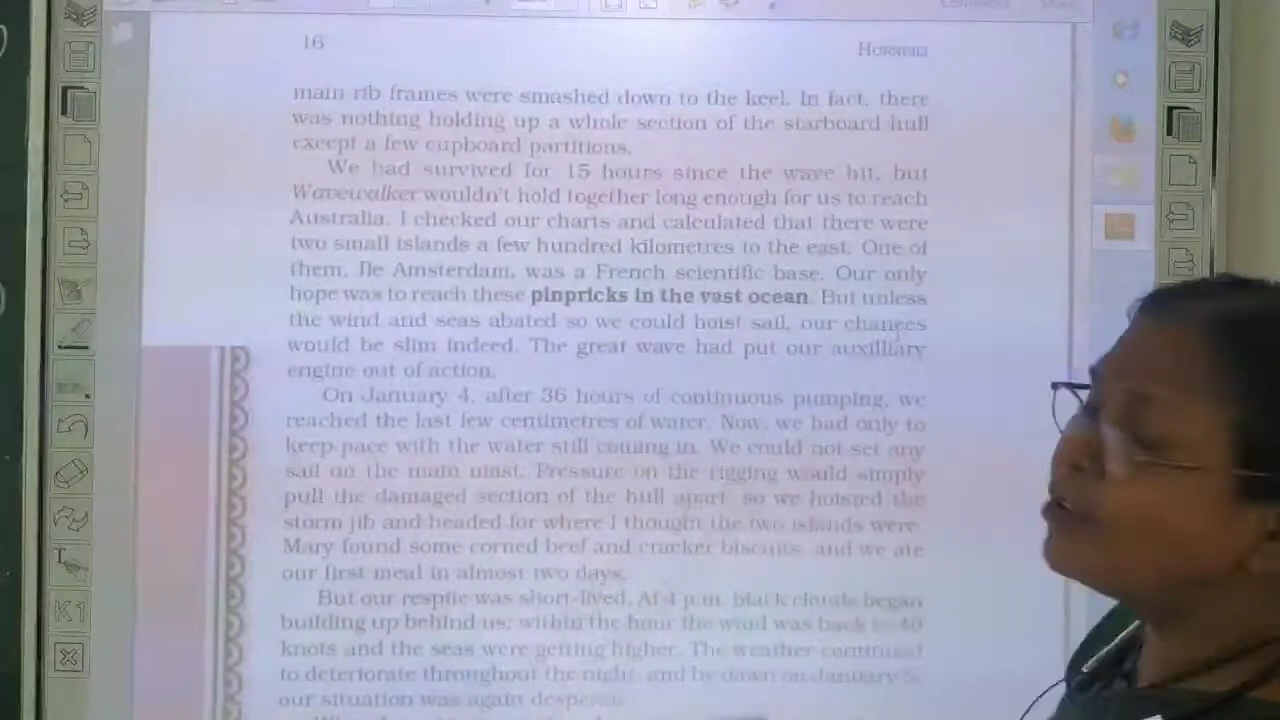 16
HORNBILL
main rib frames were smashed down to the keel. In fact, there
was nothing holding up a whole section of the starboard hull
except a few cupboard partitions.
We had survived for 15 hours since the wave hit, but
Wavewalker wouldn't hold together long enough for us to reach
Australia. I checked our charts and calculated that there were
two small islands a few hundred kilometres to the east. One of
them, Ile Amsterdam, was a French scientific base. Our only
hope was to reach these pinpricks in the vast ocean. But unless
the wind and seas abated so we could hoist sail, our chances
would be slim indeed. The great wave had put our auxilliary
engine out of action.
On January 4, after 36 hours of continuous pumping, we
reached the last few centimetres of water. Now, we had only to
keep pace with the water still coming in. We could not set any
sail on the main mast. Pressure on the rigging would simply
pull the damaged section of the hull apart, so we hoisted the
storm jib and headed for where I thought the two islands were.
Mary found some corned beef and cracker biscuits, and we ate
our first meal in almost two days.
But our respite was short-lived. At 4 p.m. black clouds began
building up behind us; within the hour the wind was back to 40
knots and the seas were getting higher. The weather continued
to deteriorate throughout the night, and by dawn on January 5,
our situation was again desperate.
K1